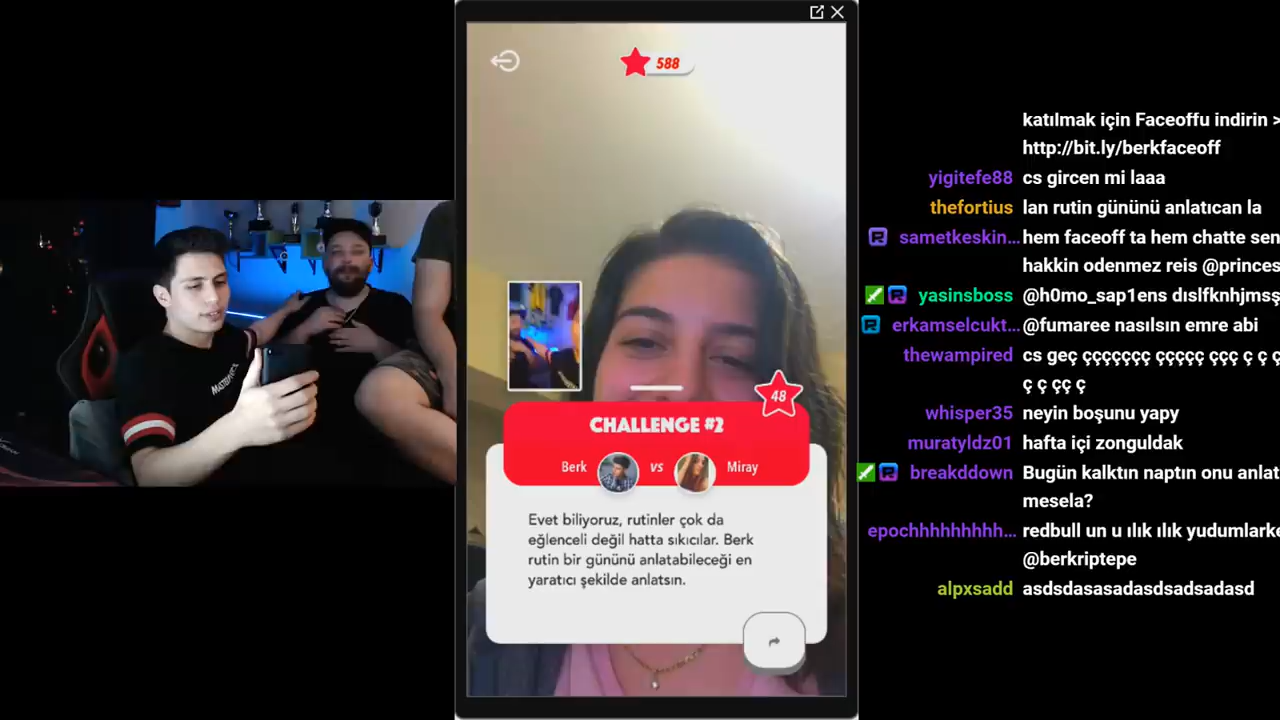 588
48
CHALLENGE #2
Berk vs Miray
Evet biliyoruz, rutinler çok da
eğlenceli değil hatta sıkıcılar. Berk
rutin bir gününü anlatabileceği en
yaratıcı şekilde anlatsın.
katılmak için Faceoffu indirin >
http://bit.ly/berkfaceoff
yigitefe88 cs gircen mi laaa
thefortius lan rutin gününü anlatıcan la
sametkeskin... hem faceoff ta hem chatte sen
hakkin odenmez reis @princes
yasinsboss @h0mo_sap1ens dıslfknhjmsş
erkamselcukt... @fumaree nasılsın emre abi
thewampired cs geç ççççççç ççççç ççç ç ç ç
ç ç çç ç
whisper35 neyin boşunu yapy
muratyldz01 hafta içi zonguldak
breakddown Bugün kalktın naptın onu anlat
mesela?
epochhhhhhhhh... redbull un u ılık ılık yudumlarke
@berkriptepe
alpxsadd asdsdasasadasdsadsadasd